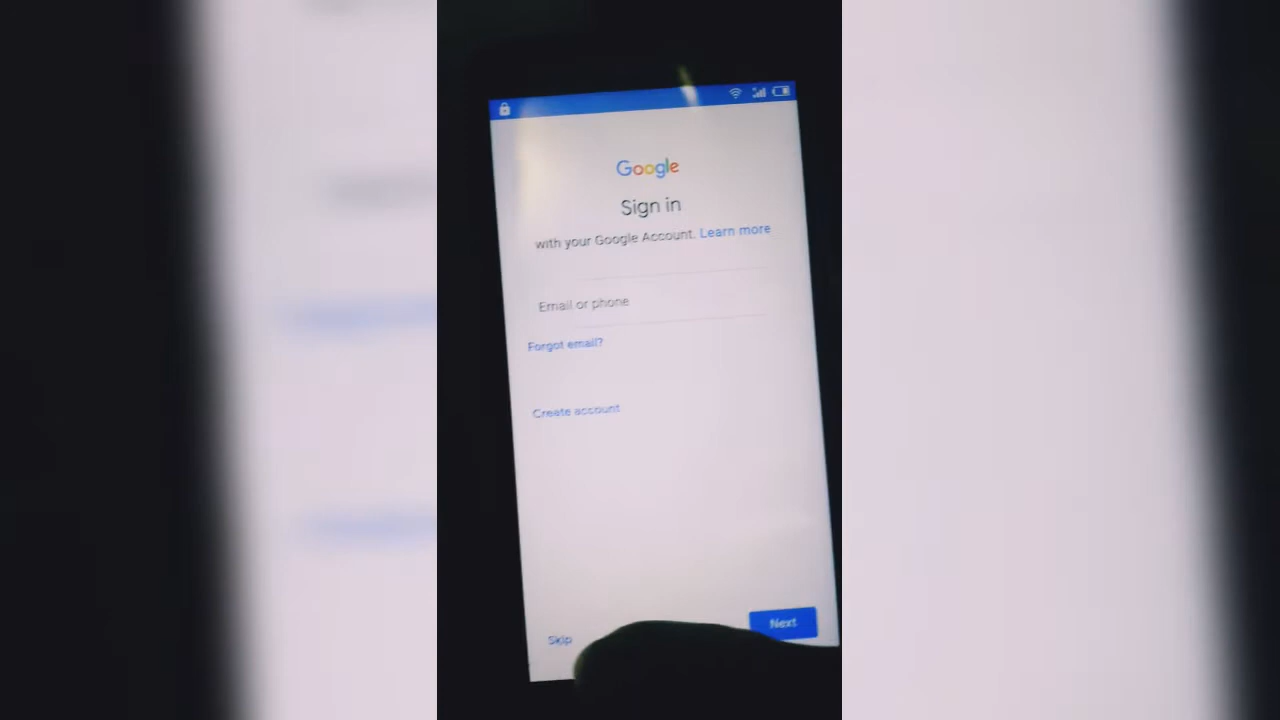 Google
Sign in
with your Google Account. Learn more
Email or phone
Forgot email?
Create account
Skip
Next